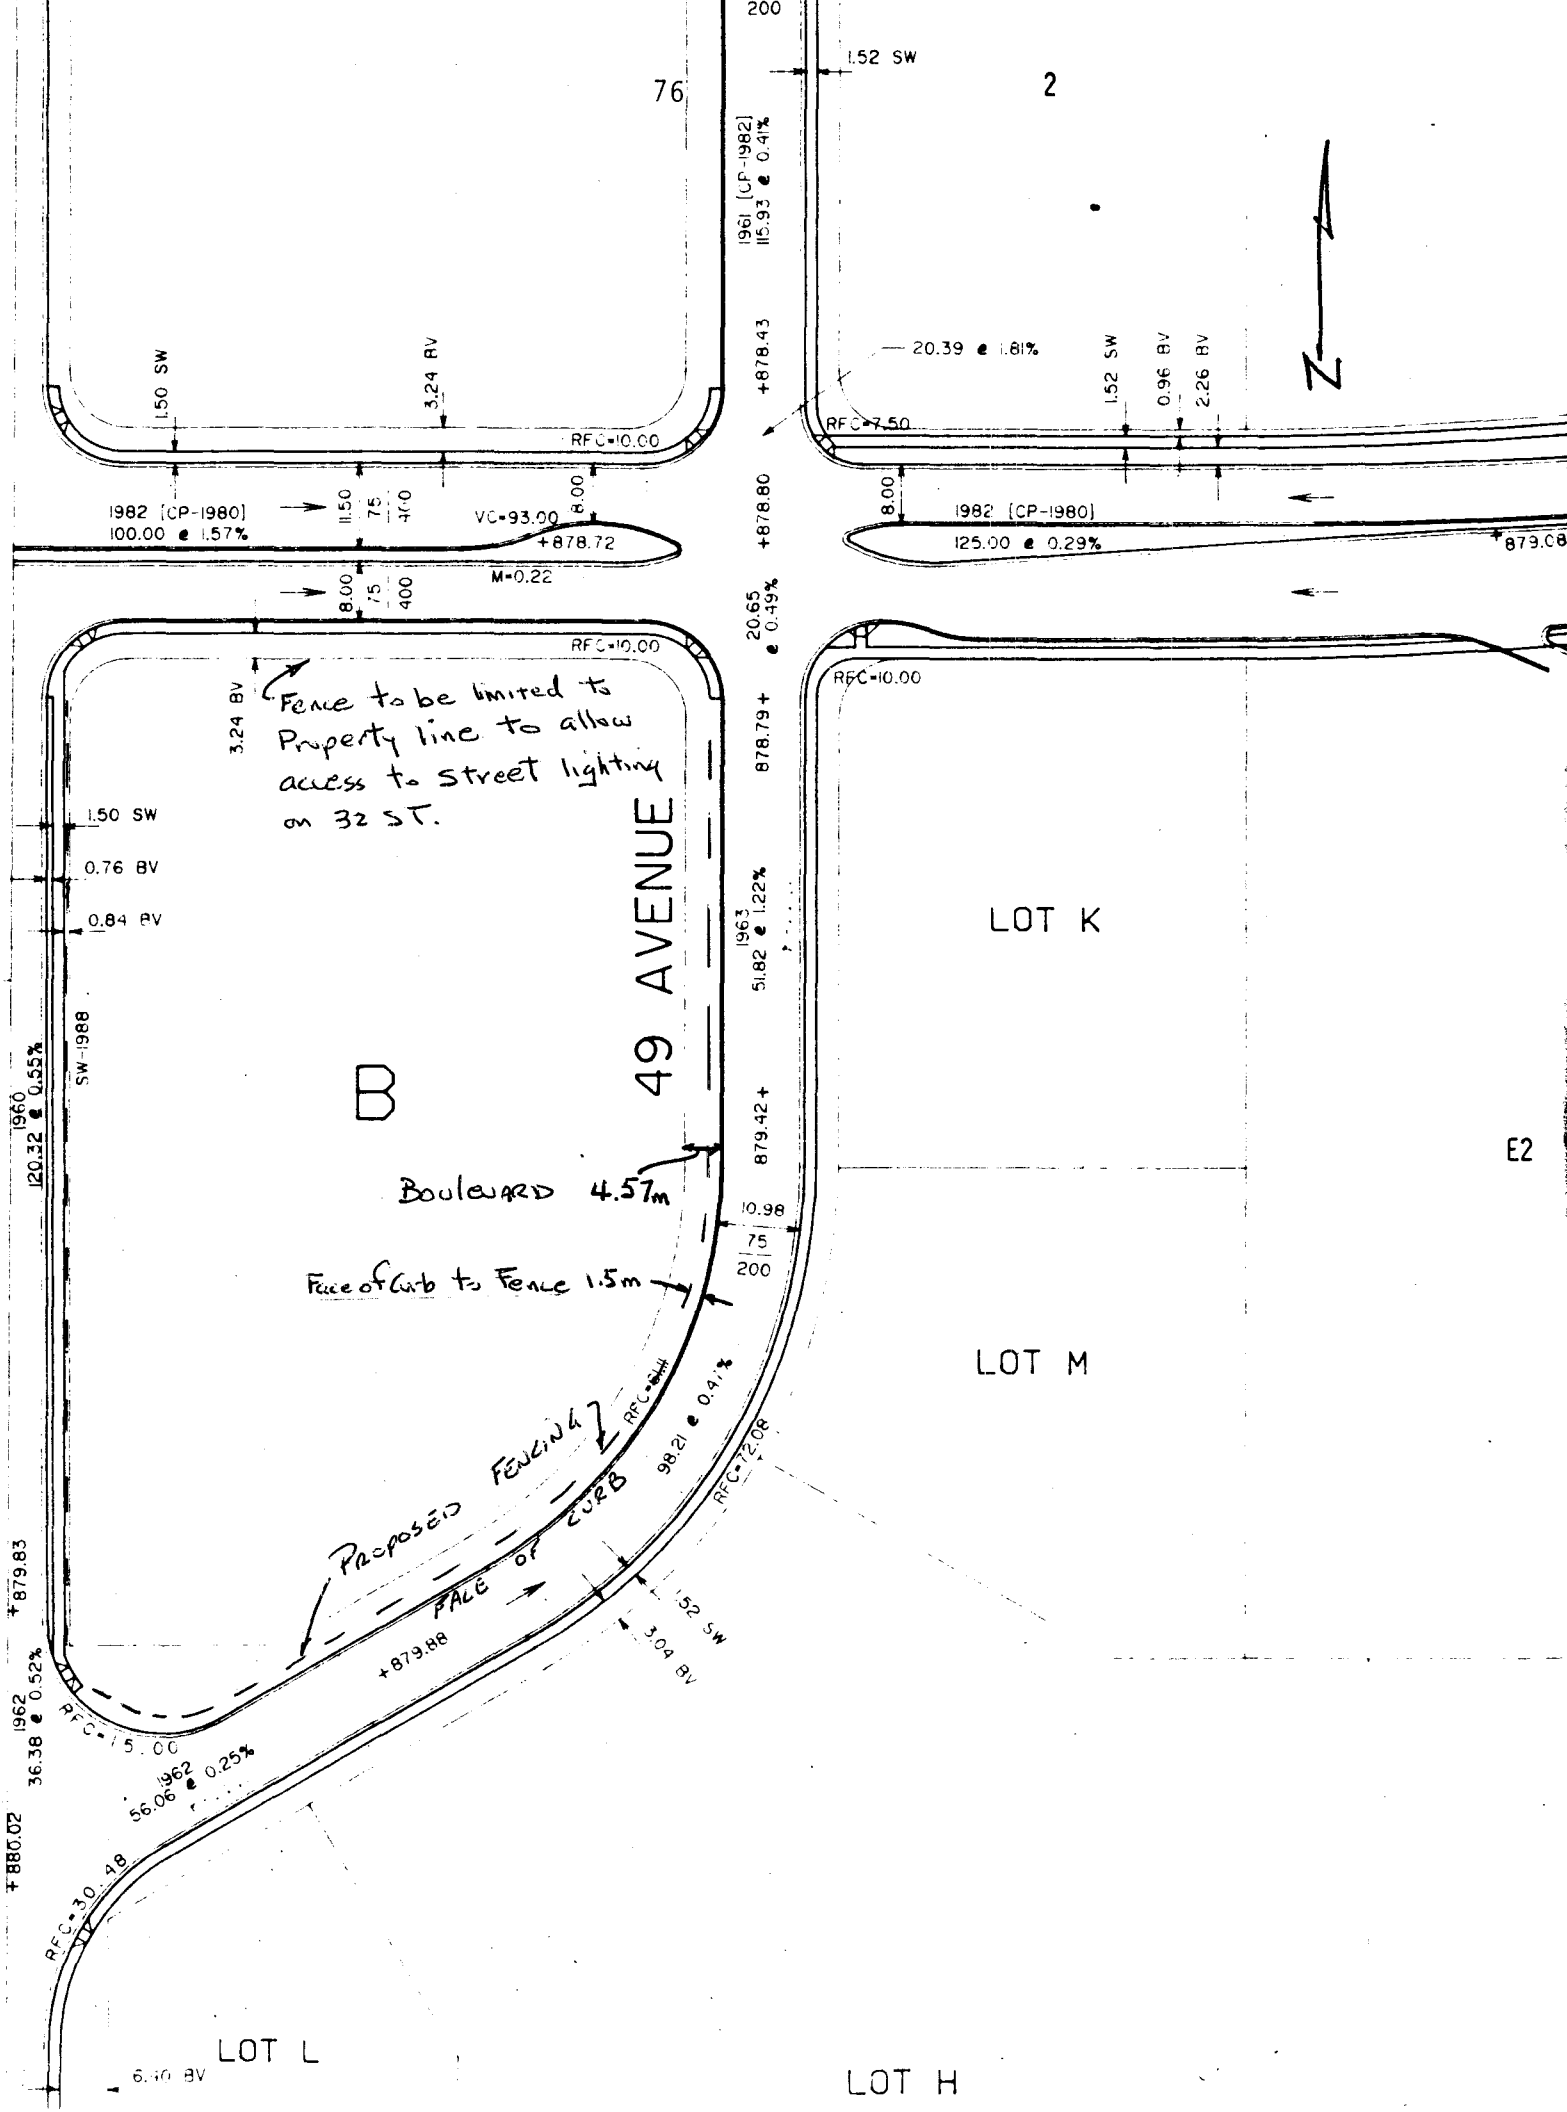 200
1.52 SW
76
2
1961 [CP-1982]
115.93 @ 0.41%
+878.43
20.39 @ 1.81%
1.50 SW
3.24 BV
1.52 SW
0.96 BV
2.26 BV
Z
RFC=10.00
RFC=7.50
1982 [CP-1980]
100.00 @ 1.57%
11.50
75
400
VC=93.00
8.00
+878.72
+878.80
8.00
1982 [CP-1980]
125.00 @ 0.29%
+879.08
M=0.22
8.00
75
400
20.65
@ 0.49%
RFC=10.00
RFC=10.00
3.24 BV
Fence to be limited to
Property line to allow
access to street lighting
on 32 ST.
878.79+
1.50 SW
0.76 BV
0.84 BV
49 AVENUE
1963
51.82 @ 1.22%
LOT K
SW-1988
1960
120.32 @ 0.55%
B
879.42+
E2
BOULEVARD 4.57m
10.98
75
200
Face of Curb to Fence 1.5m
LOT M
98.21 @ 0.41%
RFC=72.08
PROPOSED FENCING
FACE OF CURB
+879.83
+879.88
1.52 SW
3.04 BV
1962
36.38 @ 0.52%
RFC=15.00
1962
56.06 @ 0.25%
+880.02
RFC=30.48
LOT L
6.40 BV
LOT H